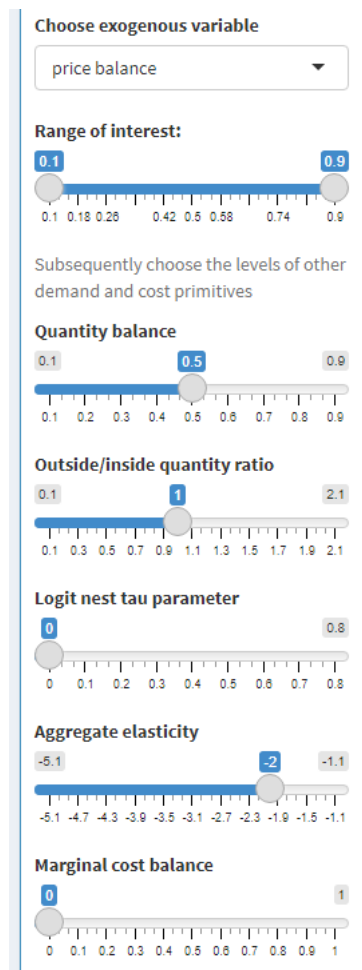 Choose exogenous variable
price balance
Range of interest:
0.1 0.9
0.1 0.18 0.26 0.42 0.5 0.58 0.74 0.9
Subsequently choose the levels of other
demand and cost primitives
Quantity balance
0.1 0.5 0.9
0.1 0.2 0.3 0.4 0.5 0.6 0.7 0.8 0.9
Outside/inside quantity ratio
0.1 1 2.1
0.1 0.3 0.5 0.7 0.9 1.1 1.3 1.5 1.7 1.9 2.1
Logit nest tau parameter
0 0.8
0 0.1 0.2 0.3 0.4 0.5 0.6 0.7 0.8
Aggregate elasticity
-5.1 -2 -1.1
-5.1 -4.7 -4.3 -3.9 -3.5 -3.1 -2.7 -2.3 -1.9 -1.5 -1.1
Marginal cost balance
0 1
0 0.1 0.2 0.3 0.4 0.5 0.6 0.7 0.8 0.9 1